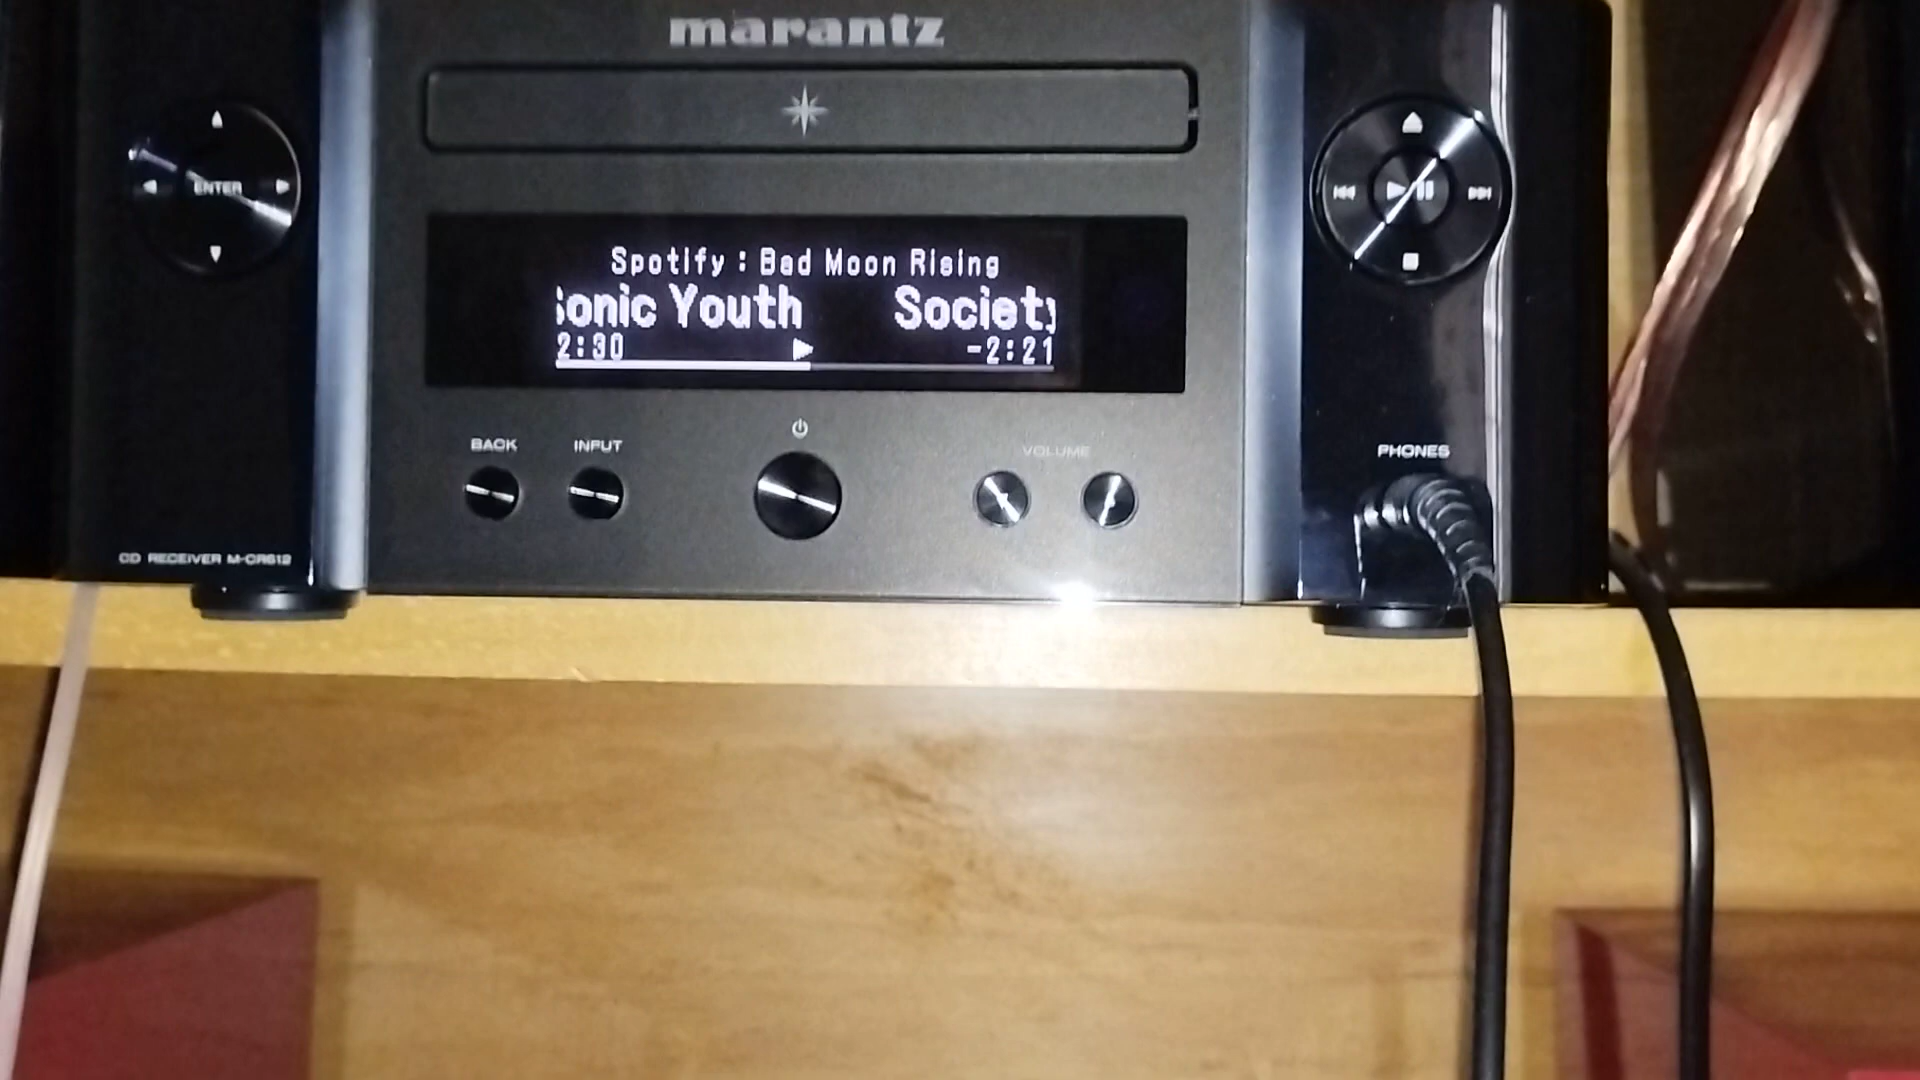 marantz
ENTER
Spotify : Bad Moon Rising
onic Youth Societ
2:30 -2:21
BACK INPUT VOLUME PHONES
CD RECEIVER M-CR612